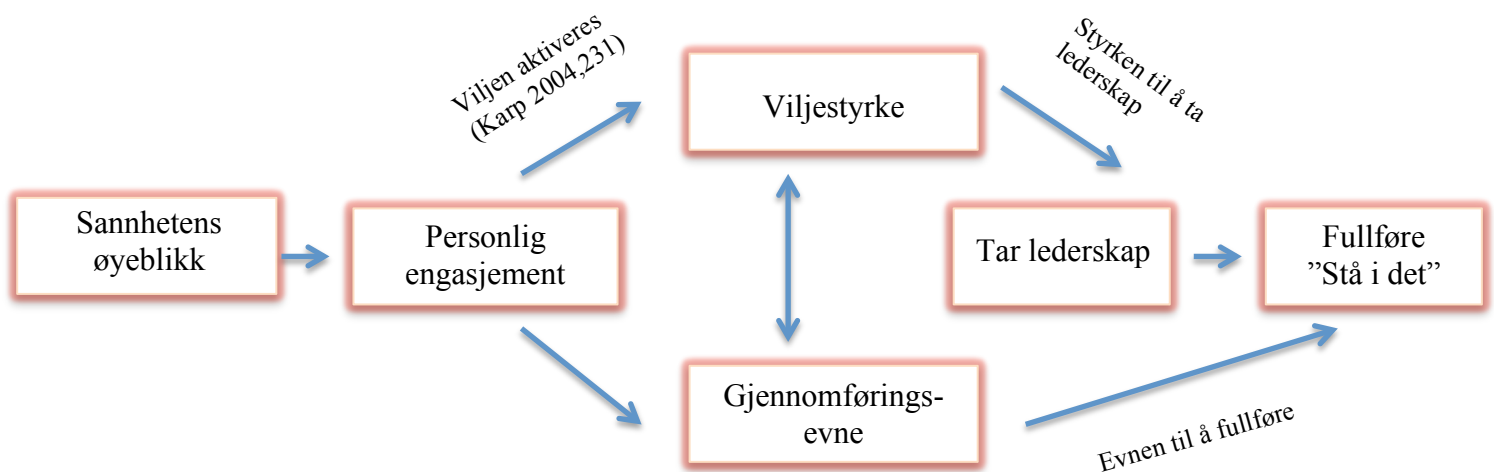 Sannhetens
øyeblikk
Personlig
engasjement
Viljen aktiveres
(Karp 2004,231)
Viljestyrke
Gjennomførings-
evne
Styrken til å ta
lederskap
Tar lederskap
Evnen til å fullføre
Fullføre
”Stå i det”